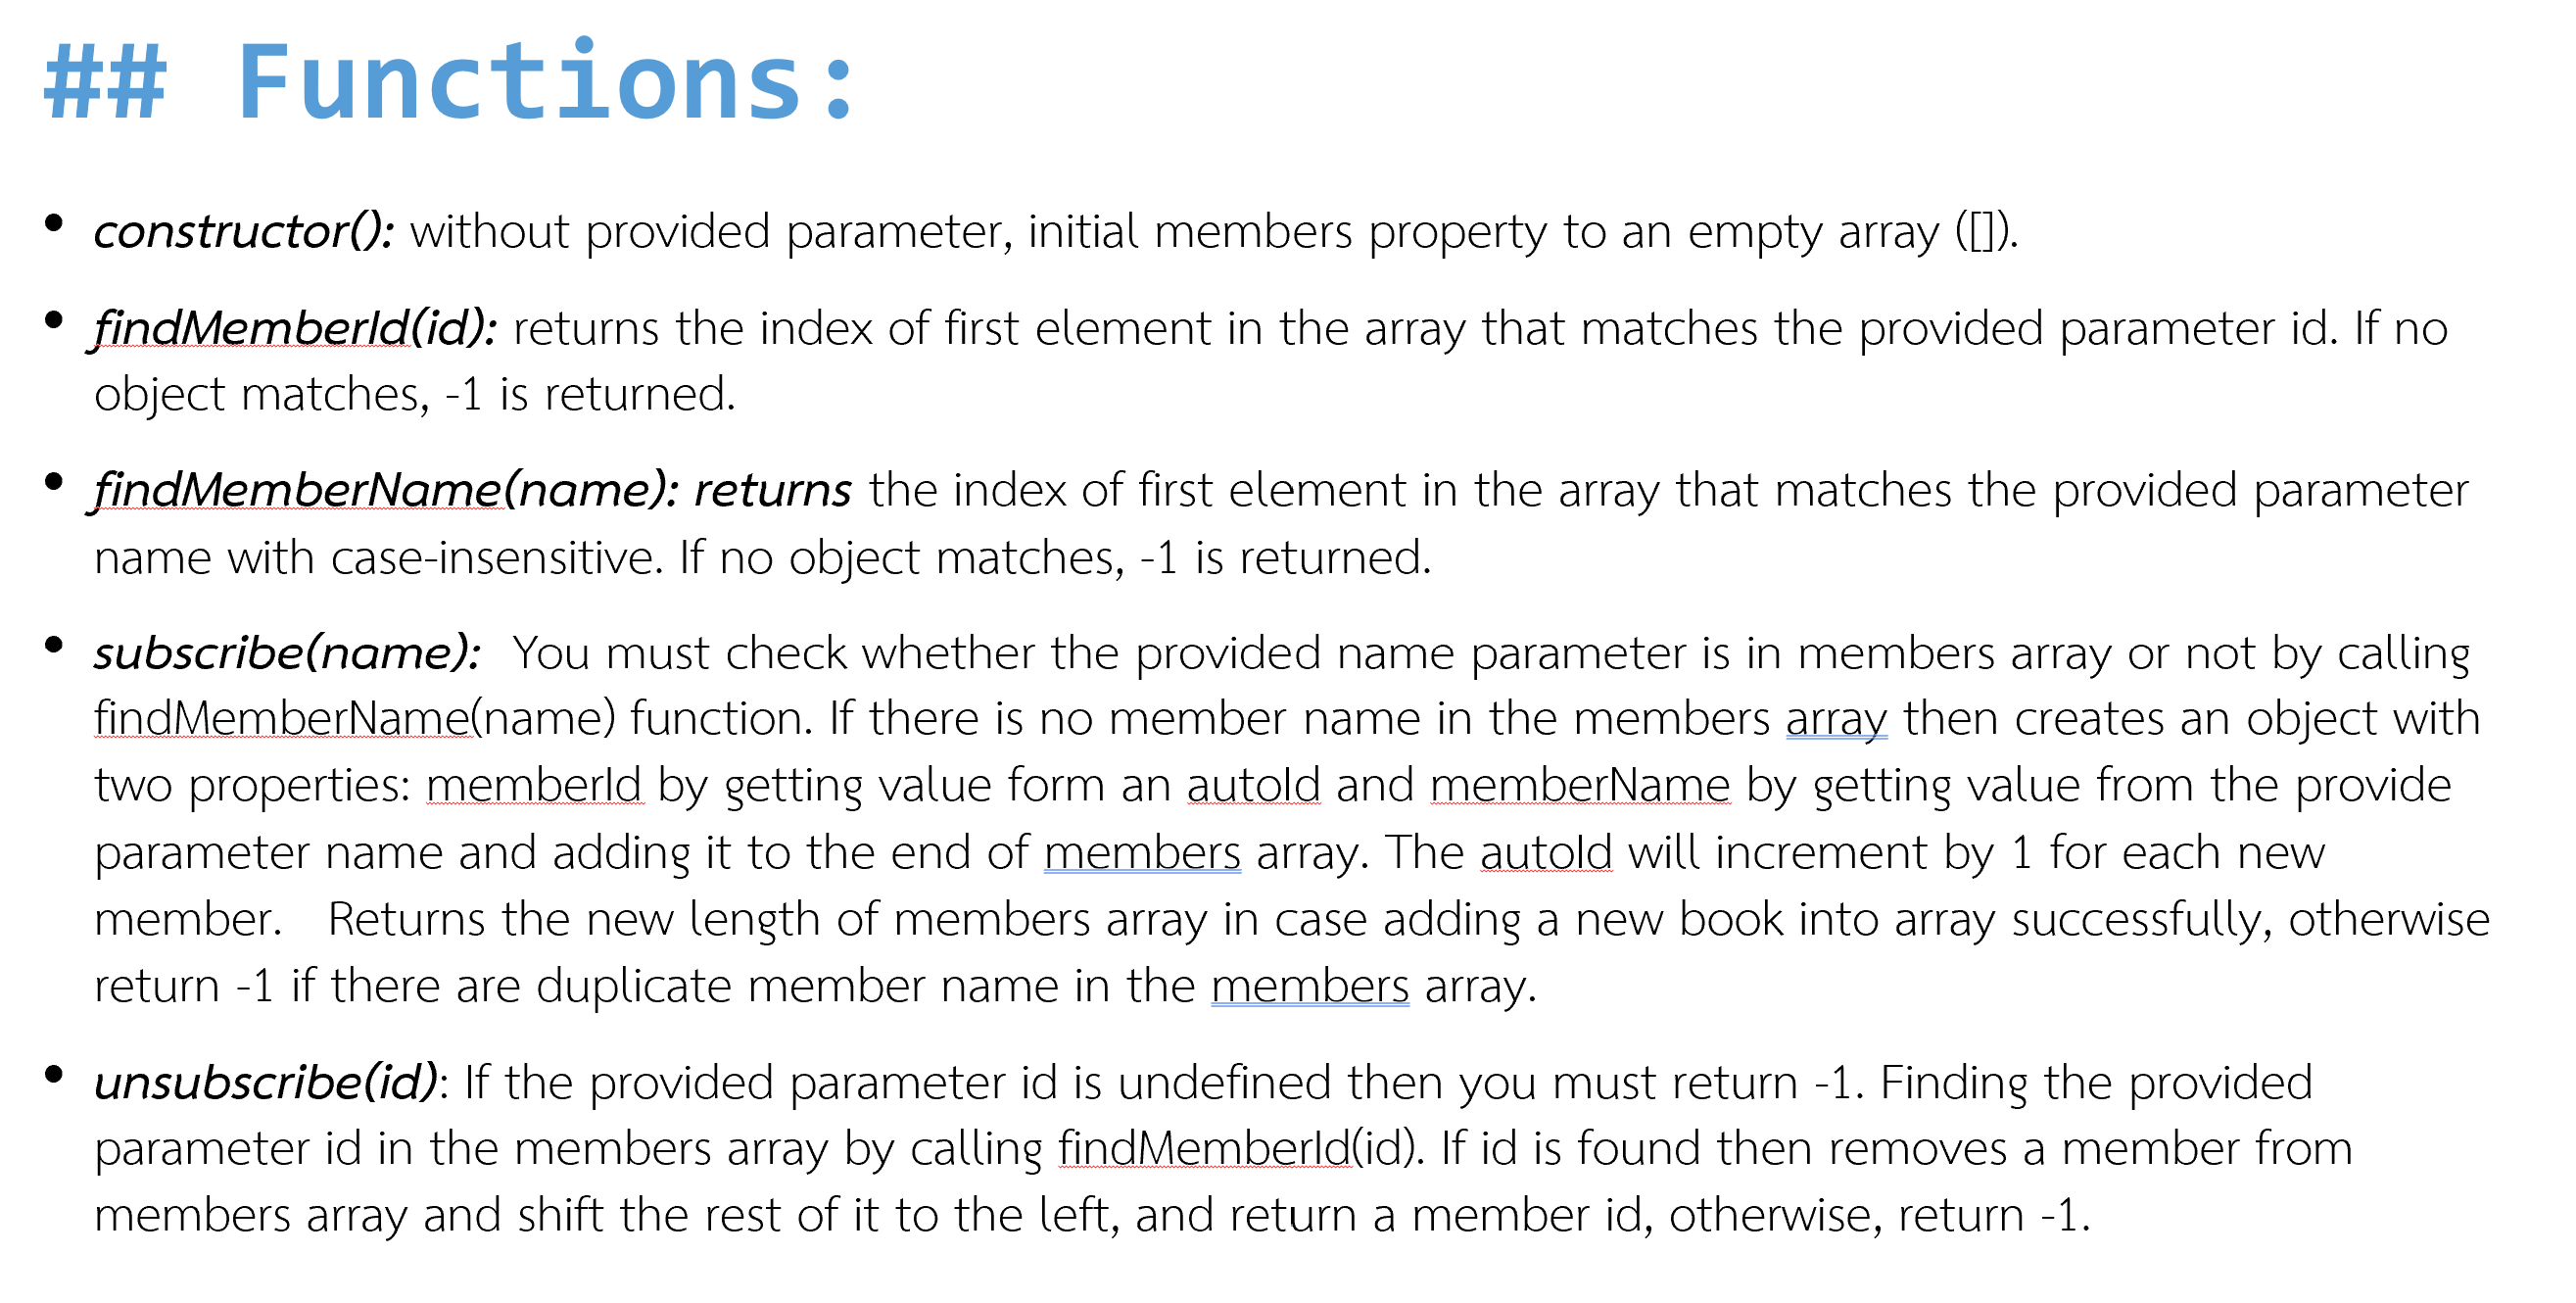 ## Functions:
• constructor(): without provided parameter, initial members property to an empty array ([]).
• findMemberId(id): returns the index of first element in the array that matches the provided parameter id. If no
object matches, -1 is returned.
• findMemberName(name): returns the index of first element in the array that matches the provided parameter
name with case-insensitive. If no object matches, -1 is returned.
• subscribe(name): You must check whether the provided name parameter is in members array or not by calling
findMemberName(name) function. If there is no member name in the members array then creates an object with
two properties: memberId by getting value form an autoId and memberName by getting value from the provide
parameter name and adding it to the end of members array. The autoId will increment by 1 for each new
member. Returns the new length of members array in case adding a new book into array successfully, otherwise
return -1 if there are duplicate member name in the members array.
• unsubscribe(id): If the provided parameter id is undefined then you must return -1. Finding the provided
parameter id in the members array by calling findMemberId(id). If id is found then removes a member from
members array and shift the rest of it to the left, and return a member id, otherwise, return -1.